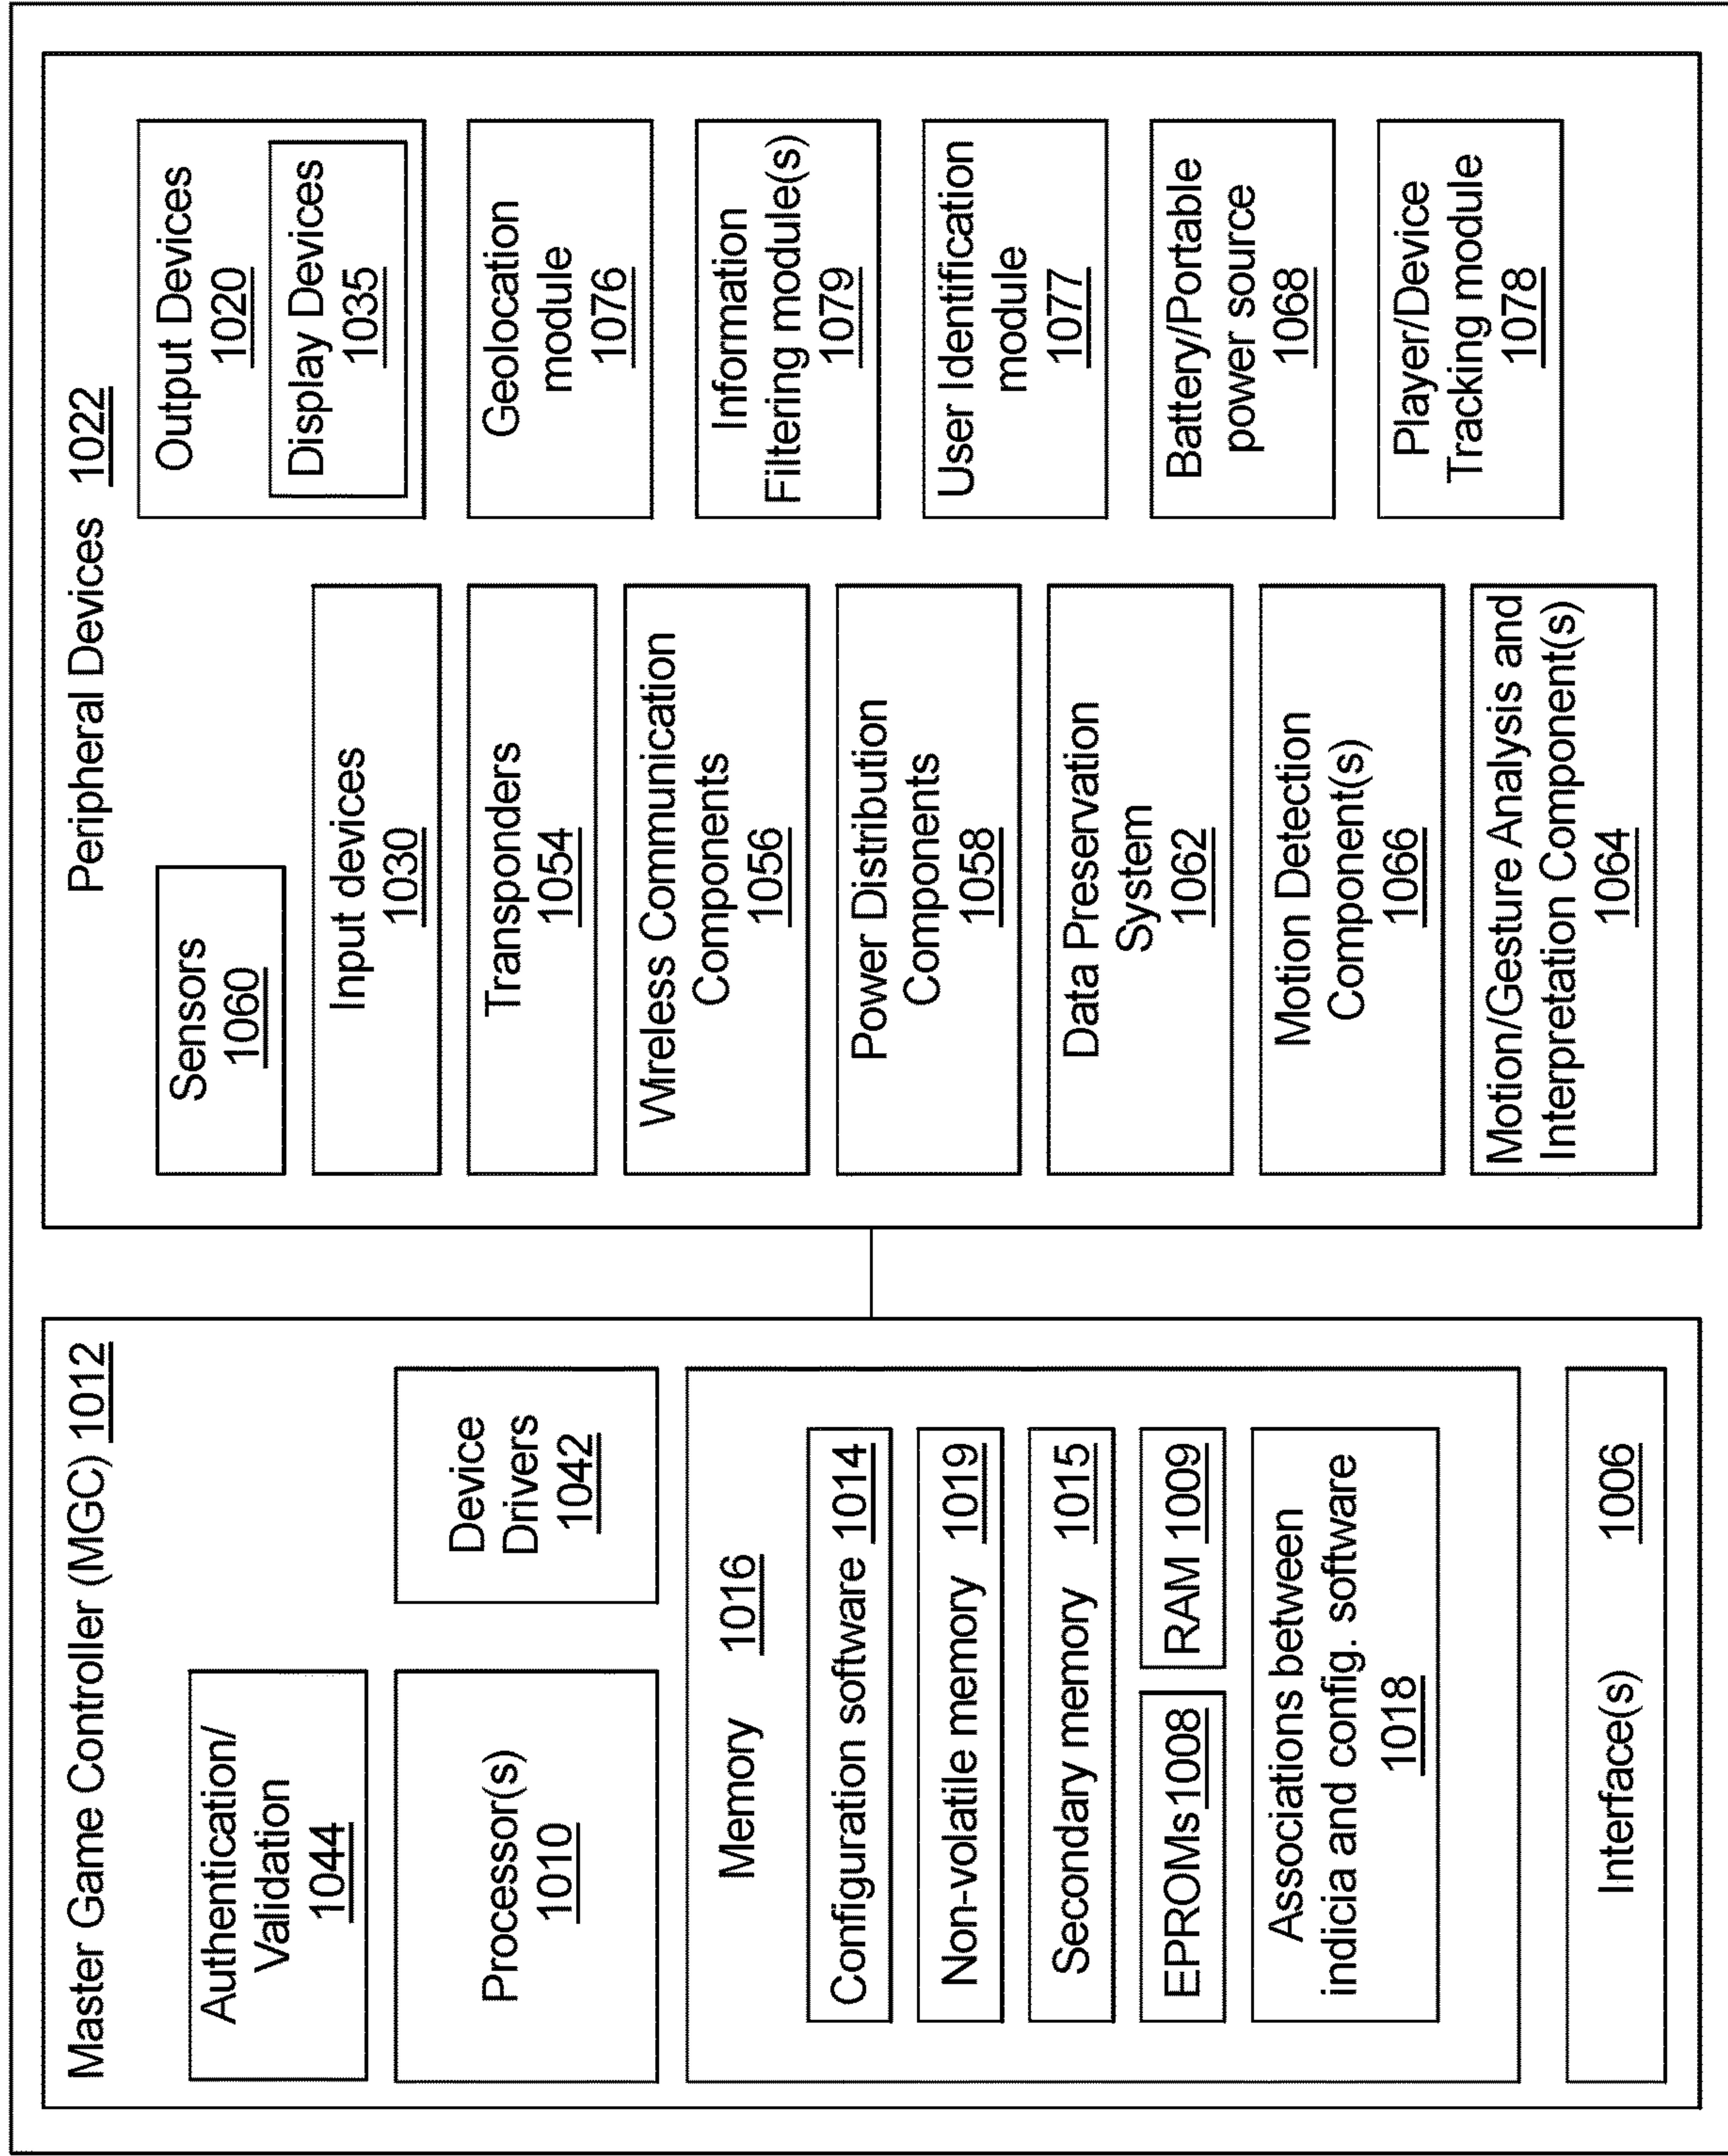 Master Game Controller (MGC) 1012
Authentication/
Validation
1044
Processor(s)
1010
Device
Drivers
1042
Memory 1016
Configuration software 1014
Non-volatile memory 1019
Secondary memory 1015
EPROMs1008
RAM 1009
Associations between
indicia and config. software
1018
Interface(s) 1006
Peripheral Devices 1022
Sensors
1060
Input devices
1030
Transponders
1054
Wireless Communication
Components
1056
Power Distribution
Components
1058
Data Preservation
System
1062
Motion Detection
Component(s)
1066
Motion/Gesture Analysis and
Interpretation Component(s)
1064
Output Devices
1020
Display Devices
1035
Geolocation
module
1076
Information
Filtering module(s)
1079
User Identification
module
1077
Battery/Portable
power source
1068
Player/Device
Tracking module
1078